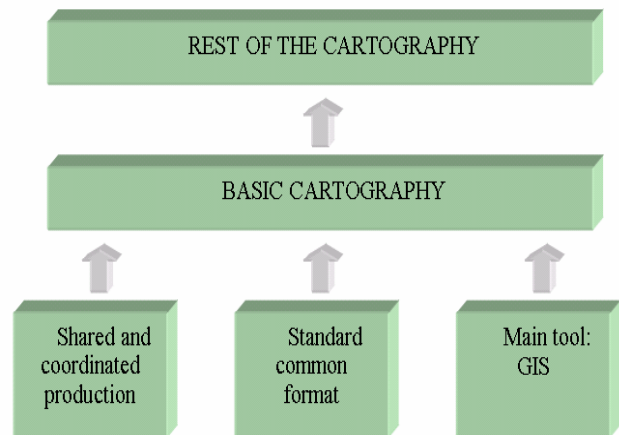 REST OF THE CARTOGRAPHY
BASIC CARTOGRAPHY
Shared and
coordinated
production
Standard
common
format
Main tool:
GIS